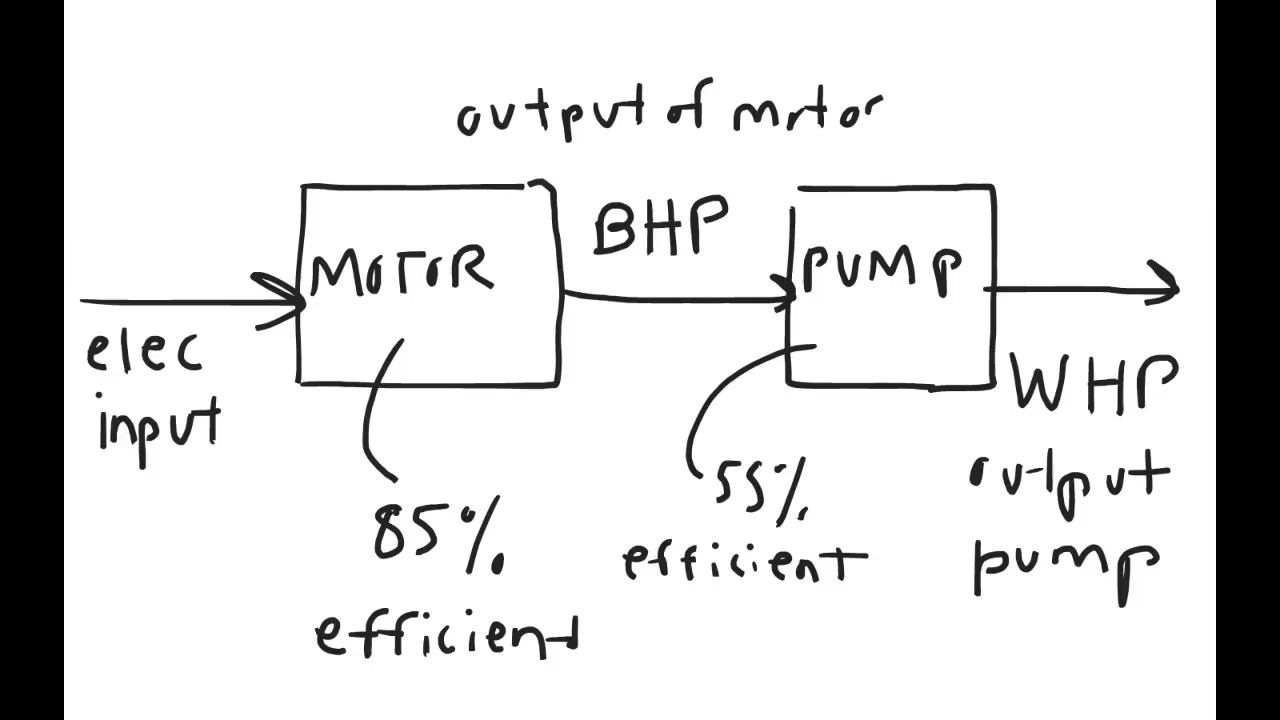 output of motor
BHP
MOTOR
PUMP
elec
input
WHP
output
pump
55%
efficient
85%
efficient